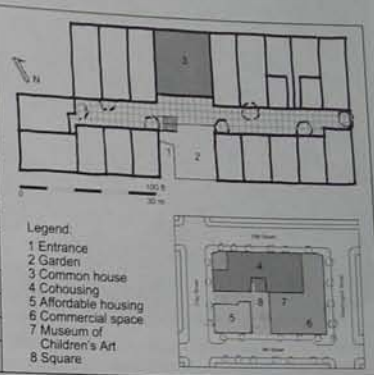 3
N
1
2
0
100 ft
30 m
Legend:
1 Entrance
2 Garden
3 Common house
4 Cohousing
5 Affordable housing
6 Commercial space
7 Museum of
Children's Art
8 Square
4
8
7
5
6